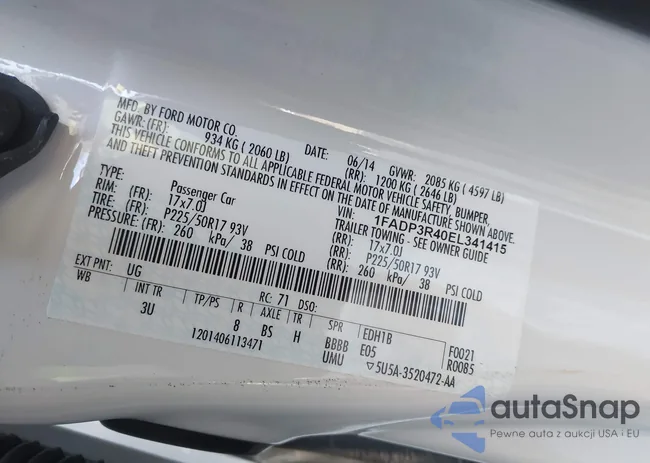 MFD. BY FORD MOTOR CO.
DATE: 06/14 GVWR: 2085 KG ( 4597 LB)
GAWR: (FR): 934 KG ( 2060 LB) (RR): 1200 KG ( 2646 LB)
THIS VEHICLE CONFORMS TO ALL APPLICABLE FEDERAL MOTOR VEHICLE SAFETY, BUMPER,
AND THEFT PREVENTION STANDARDS IN EFFECT ON THE DATE OF MANUFACTURE SHOWN ABOVE.
VIN: 1FADP3R40EL341415
TYPE: Passenger Car TRAILER TOWING - SEE OWNER GUIDE
RIM: (FR): 17x7.0J (RR): 17x7.0J
TIRE: (FR): P225/50R17 93V (RR): P225/50R17 93V
PRESSURE: (FR): 260 kPa/ 38 PSI COLD (RR): 260 kPa/ 38 PSI COLD
EXT PNT: UG RC: 71 DSO:
WB INT TR TP/PS R AXLE TR SPR EDH1B F0021
3U 8 BS H BBBB E05 R0085
1201406113471 UMU ▽5U5A-3520472-AA
autaSnap
Pewne auta z aukcji USA i EU